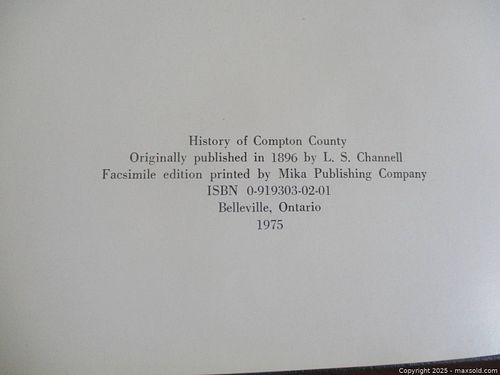 History of Compton County
Originally published in 1896 by L. S. Channell
Facsimile edition printed by Mika Publishing Company
ISBN 0-919303-02-01
Belleville, Ontario
1975
Copyright 2025 - maxsold.com